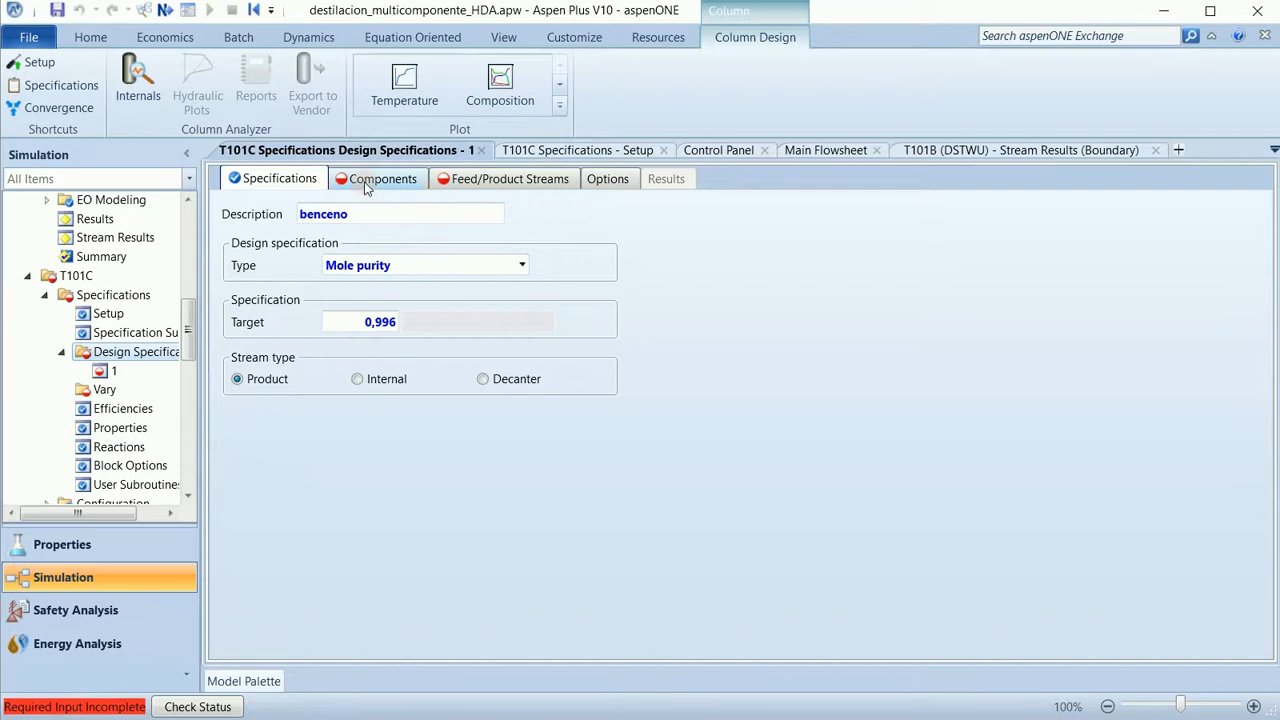 destilacion_multicomponente_HDA.apw - Aspen Plus V10 - aspenONE
Column
File
Home
Economics
Batch
Dynamics
Equation Oriented
View
Customize
Resources
Column Design
Search aspenONE Exchange
Setup
Specifications
Convergence
Shortcuts
Internals
Hydraulic
Plots
Reports
Export to
Vendor
Column Analyzer
Temperature
Composition
Plot
Simulation
All Items
EO Modeling
Results
Stream Results
Summary
T101C
Specifications
Setup
Specification Su
Design Specifica
1
Vary
Efficiencies
Properties
Reactions
Block Options
User Subroutine
Properties
Simulation
Safety Analysis
Energy Analysis
T101C Specifications Design Specifications - 1
T101C Specifications - Setup
Control Panel
Main Flowsheet
T101B (DSTWU) - Stream Results (Boundary)
Specifications
Components
Feed/Product Streams
Options
Results
Description benceno
Design specification
Type Mole purity
Specification
Target 0,996
Stream type
Product Internal Decanter
Model Palette
Required Input Incomplete
Check Status
100%